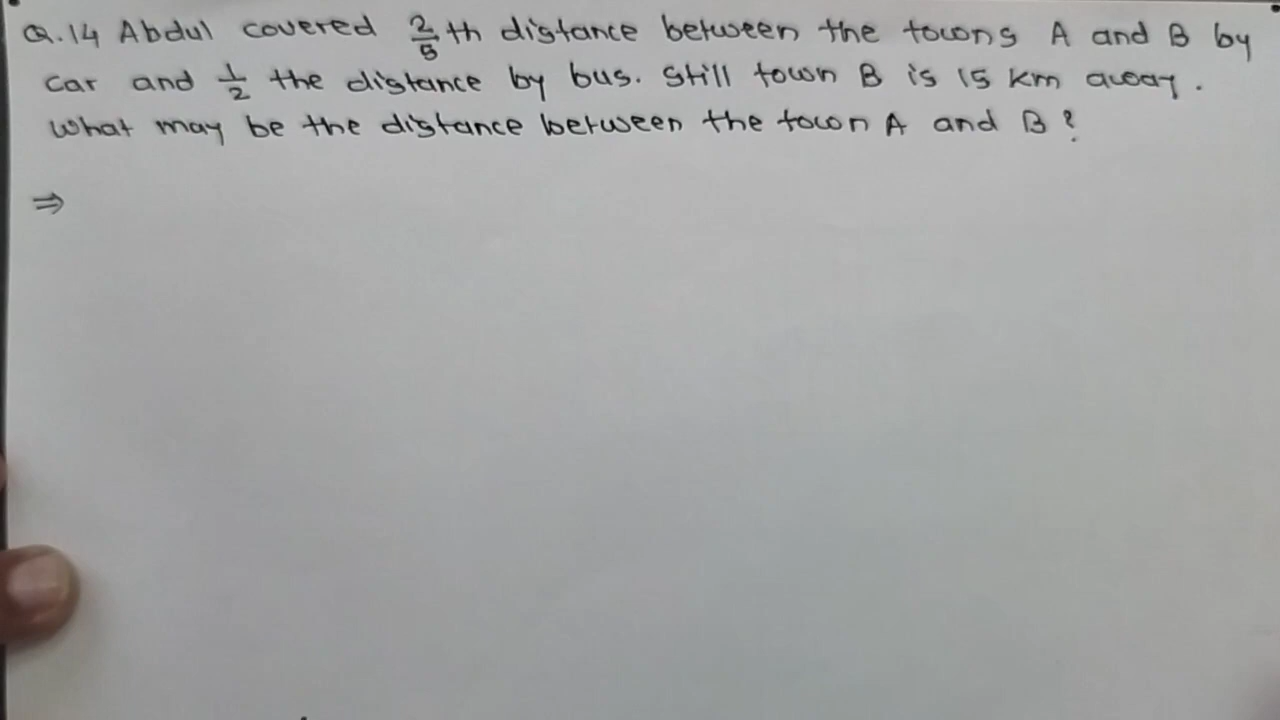 Q.14 Abdul covered 2/5 th distance between the towns A and B by
car and 1/2 the distance by bus. Still town B is 15 km away.
What may be the distance between the town A and B?
⇒